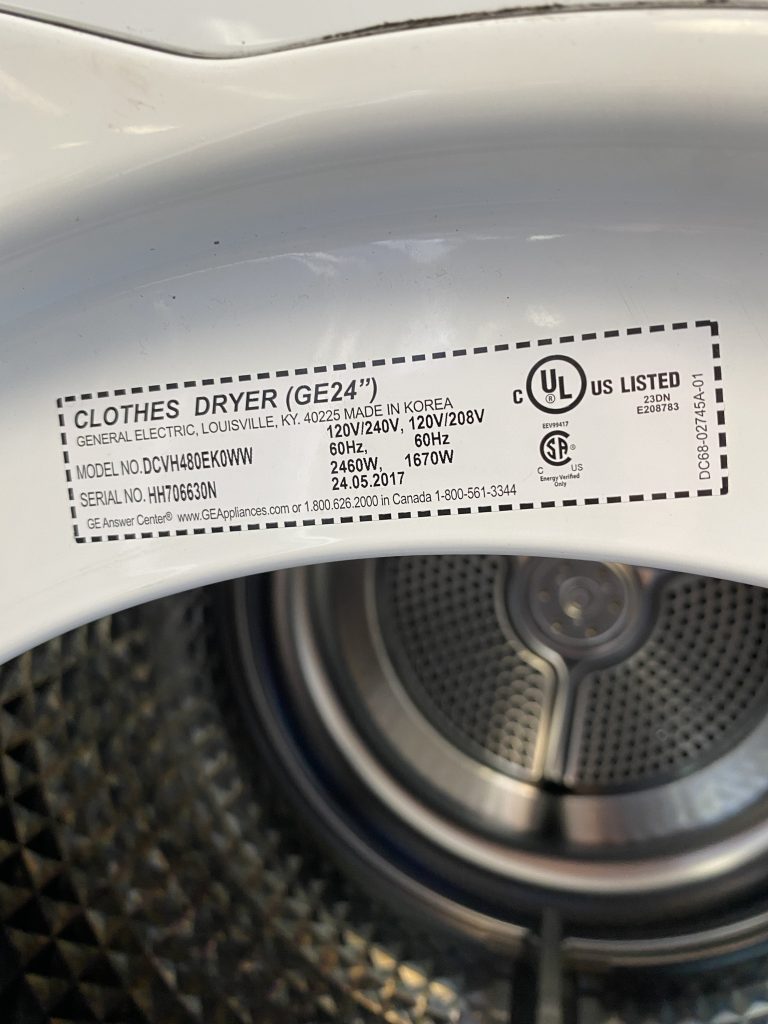 CLOTHES DRYER (GE24”)
GENERAL ELECTRIC, LOUISVILLE, KY. 40225 MADE IN KOREA
120V/240V, 120V/208V
60Hz, 60Hz
MODEL NO.DCVH480EK0WW
2460W, 1670W
SERIAL NO. HH706630N
24.05.2017
GE Answer Center® www.GEAppliances.com or 1.800.626.2000 in Canada 1-800-561-3344
C UL® US LISTED
23DN
E208783
EEV99417
SA®
C US
Energy Verified
Only
DC68-02745A-01